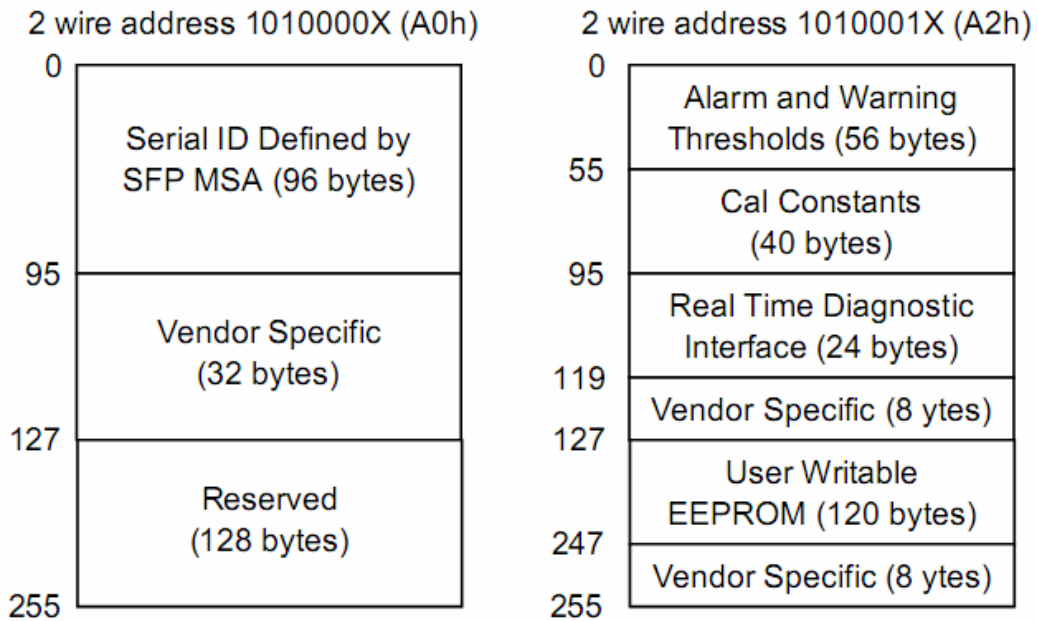 2 wire address 1010000X (A0h)
0
Serial ID Defined by
SFP MSA (96 bytes)
95
Vendor Specific
(32 bytes)
127
Reserved
(128 bytes)
255
2 wire address 1010001X (A2h)
0
Alarm and Warning
Thresholds (56 bytes)
55
Cal Constants
(40 bytes)
95
Real Time Diagnostic
Interface (24 bytes)
119
Vendor Specific (8 ytes)
127
User Writable
EEPROM (120 bytes)
247
Vendor Specific (8 ytes)
255